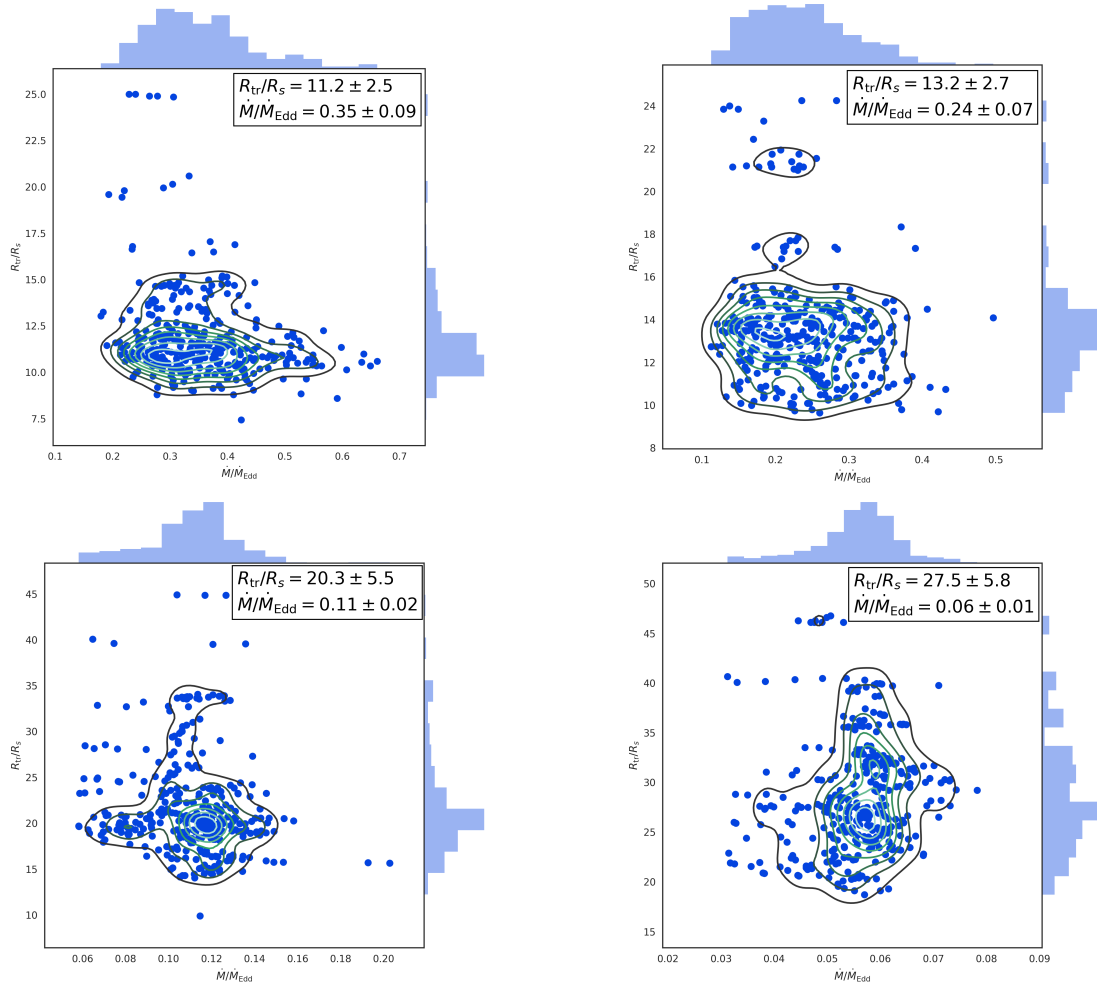 R_tr/R_s = 11.2 ± 2.5
Ṁ/Ṁ_Edd = 0.35 ± 0.09
25.0
22.5
20.0
17.5
15.0
12.5
10.0
7.5
R_tr/R_s
0.1 0.2 0.3 0.4 0.5 0.6 0.7
Ṁ/Ṁ_Edd
R_tr/R_s = 13.2 ± 2.7
Ṁ/Ṁ_Edd = 0.24 ± 0.07
24
22
20
18
16
14
12
10
8
R_tr/R_s
0.1 0.2 0.3 0.4 0.5
Ṁ/Ṁ_Edd
R_tr/R_s = 20.3 ± 5.5
Ṁ/Ṁ_Edd = 0.11 ± 0.02
45
40
35
30
25
20
15
10
R_tr/R_s
0.06 0.08 0.10 0.12 0.14 0.16 0.18 0.20
Ṁ/Ṁ_Edd
R_tr/R_s = 27.5 ± 5.8
Ṁ/Ṁ_Edd = 0.06 ± 0.01
50
45
40
35
30
25
20
15
R_tr/R_s
0.02 0.03 0.04 0.05 0.06 0.07 0.08 0.09
Ṁ/Ṁ_Edd